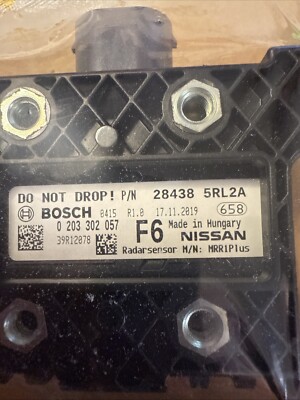 DO NOT DROP! P/N 28438 5RL2A
BOSCH 0415 R1.0 17.11.2019 658
0 203 302 057 F6 Made in Hungary
39R12078 NISSAN
Radarsensor M/N: MRR1Plus